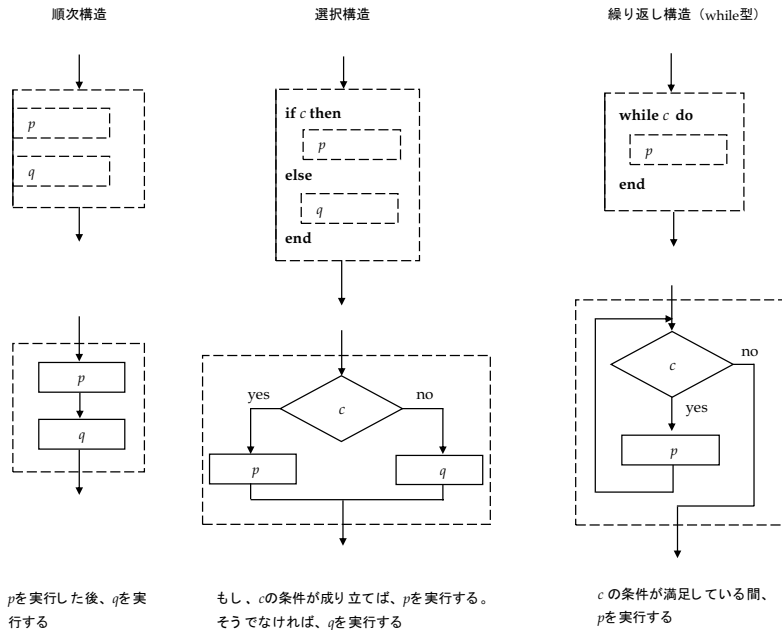 順次構造
選択構造
繰り返し構造（while型）
p
q
if c then
p
else
q
end
while c do
p
end
p
q
yes
no
c
p
q
no
c
yes
p
pを実行した後、qを実
行する
もし、cの条件が成り立てば、pを実行する。
そうでなければ、qを実行する
c の条件が満足している間、
pを実行する